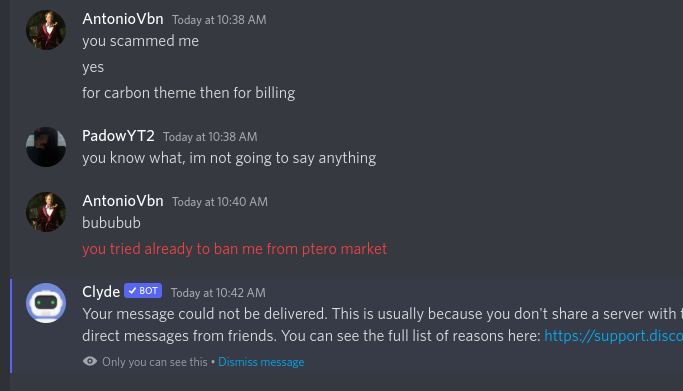 AntonioVbn Today at 10:38 AM
you scammed me
yes
for carbon theme then for billing
PadowYT2 Today at 10:38 AM
you know what, im not going to say anything
AntonioVbn Today at 10:40 AM
bububub
you tried already to ban me from ptero market
Clyde BOT Today at 10:42 AM
Your message could not be delivered. This is usually because you don't share a server with
direct messages from friends. You can see the full list of reasons here: https://support.disco
Only you can see this • Dismiss message